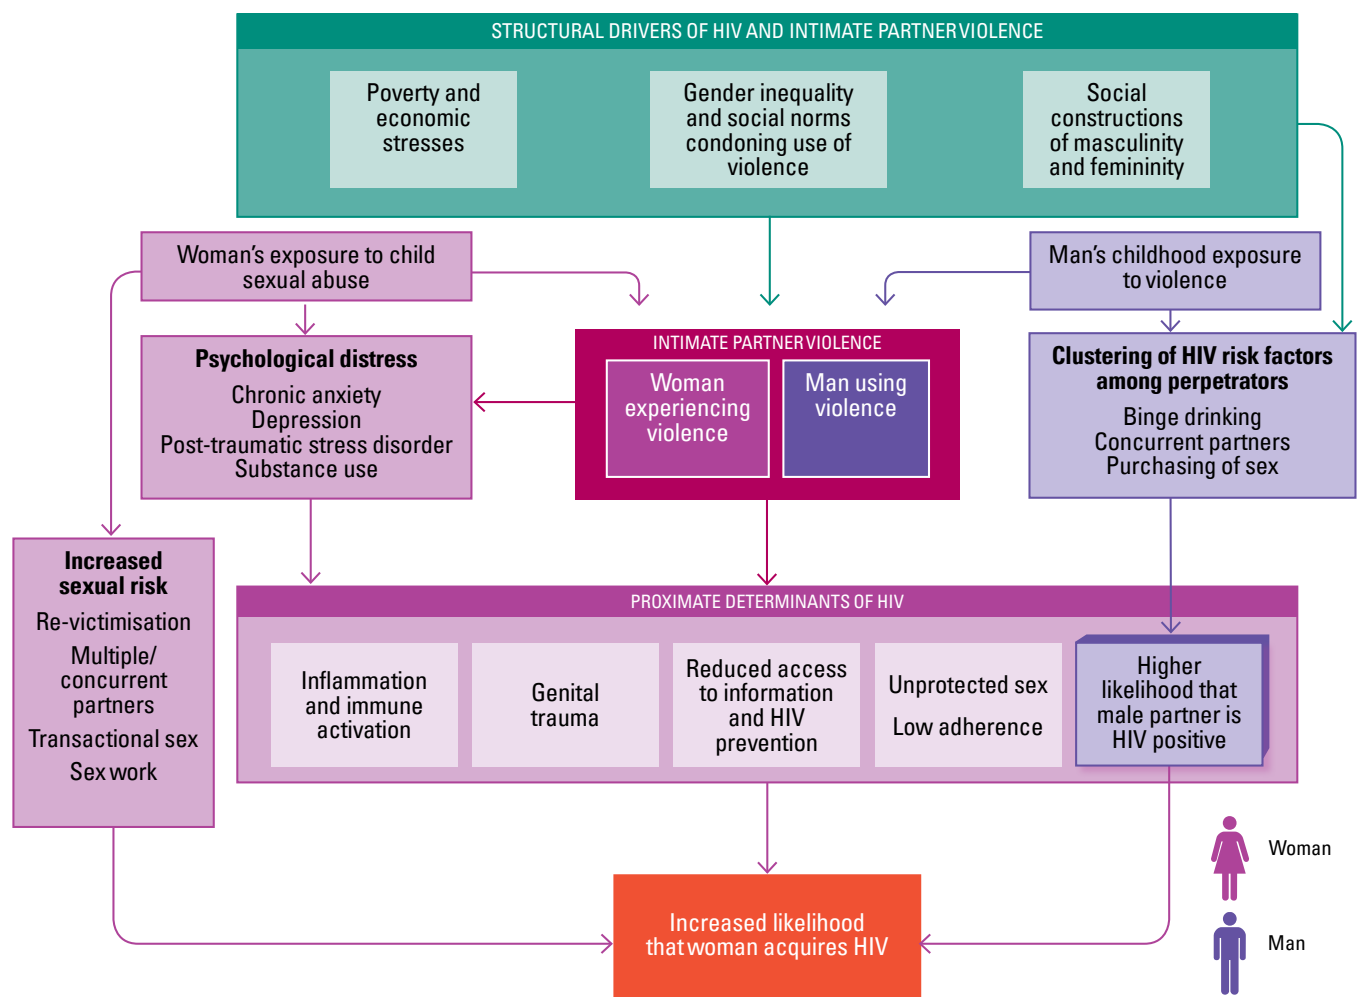 STRUCTURAL DRIVERS OF HIV AND INTIMATE PARTNER VIOLENCE
Poverty and
economic
stresses
Gender inequality
and social norms
condoning use of
violence
Social
constructions
of masculinity
and femininity
Woman's exposure to child
sexual abuse
Man's childhood exposure
to violence
Psychological distress
Chronic anxiety
Depression
Post-traumatic stress disorder
Substance use
INTIMATE PARTNER VIOLENCE
Woman
experiencing
violence
Man using
violence
Clustering of HIV risk factors
among perpetrators
Binge drinking
Concurrent partners
Purchasing of sex
Increased
sexual risk
Re-victimisation
Multiple/
concurrent
partners
Transactional sex
Sex work
PROXIMATE DETERMINANTS OF HIV
Inflammation
and immune
activation
Genital
trauma
Reduced access
to information
and HIV
prevention
Unprotected sex
Low adherence
Higher
likelihood that
male partner is
HIV positive
Woman
Man
Increased likelihood
that woman acquires HIV